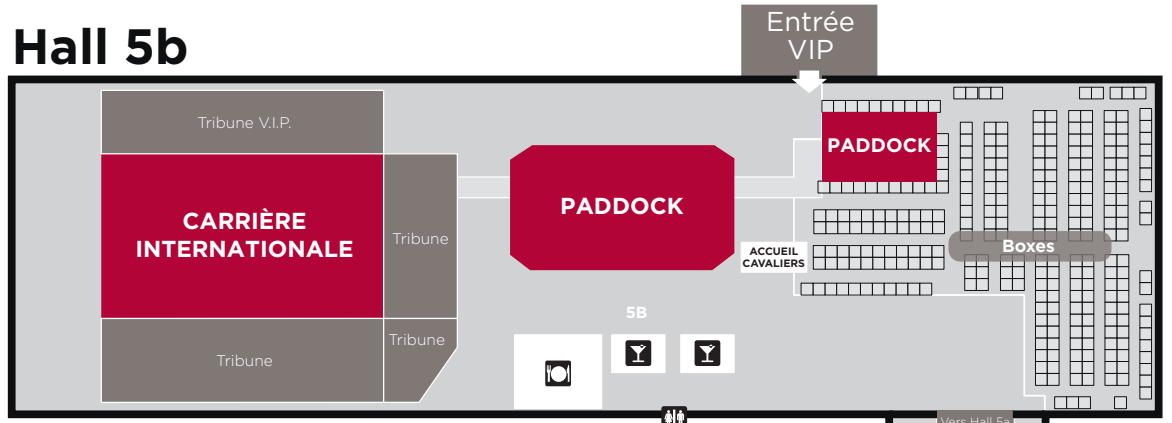 Hall 5b
Entrée
VIP
Tribune V.I.P.
PADDOCK
CARRIÈRE
INTERNATIONALE
PADDOCK
Tribune
ACCUEIL
CAVALIERS
Boxes
5B
Tribune
Tribune
Vers Hall 5a